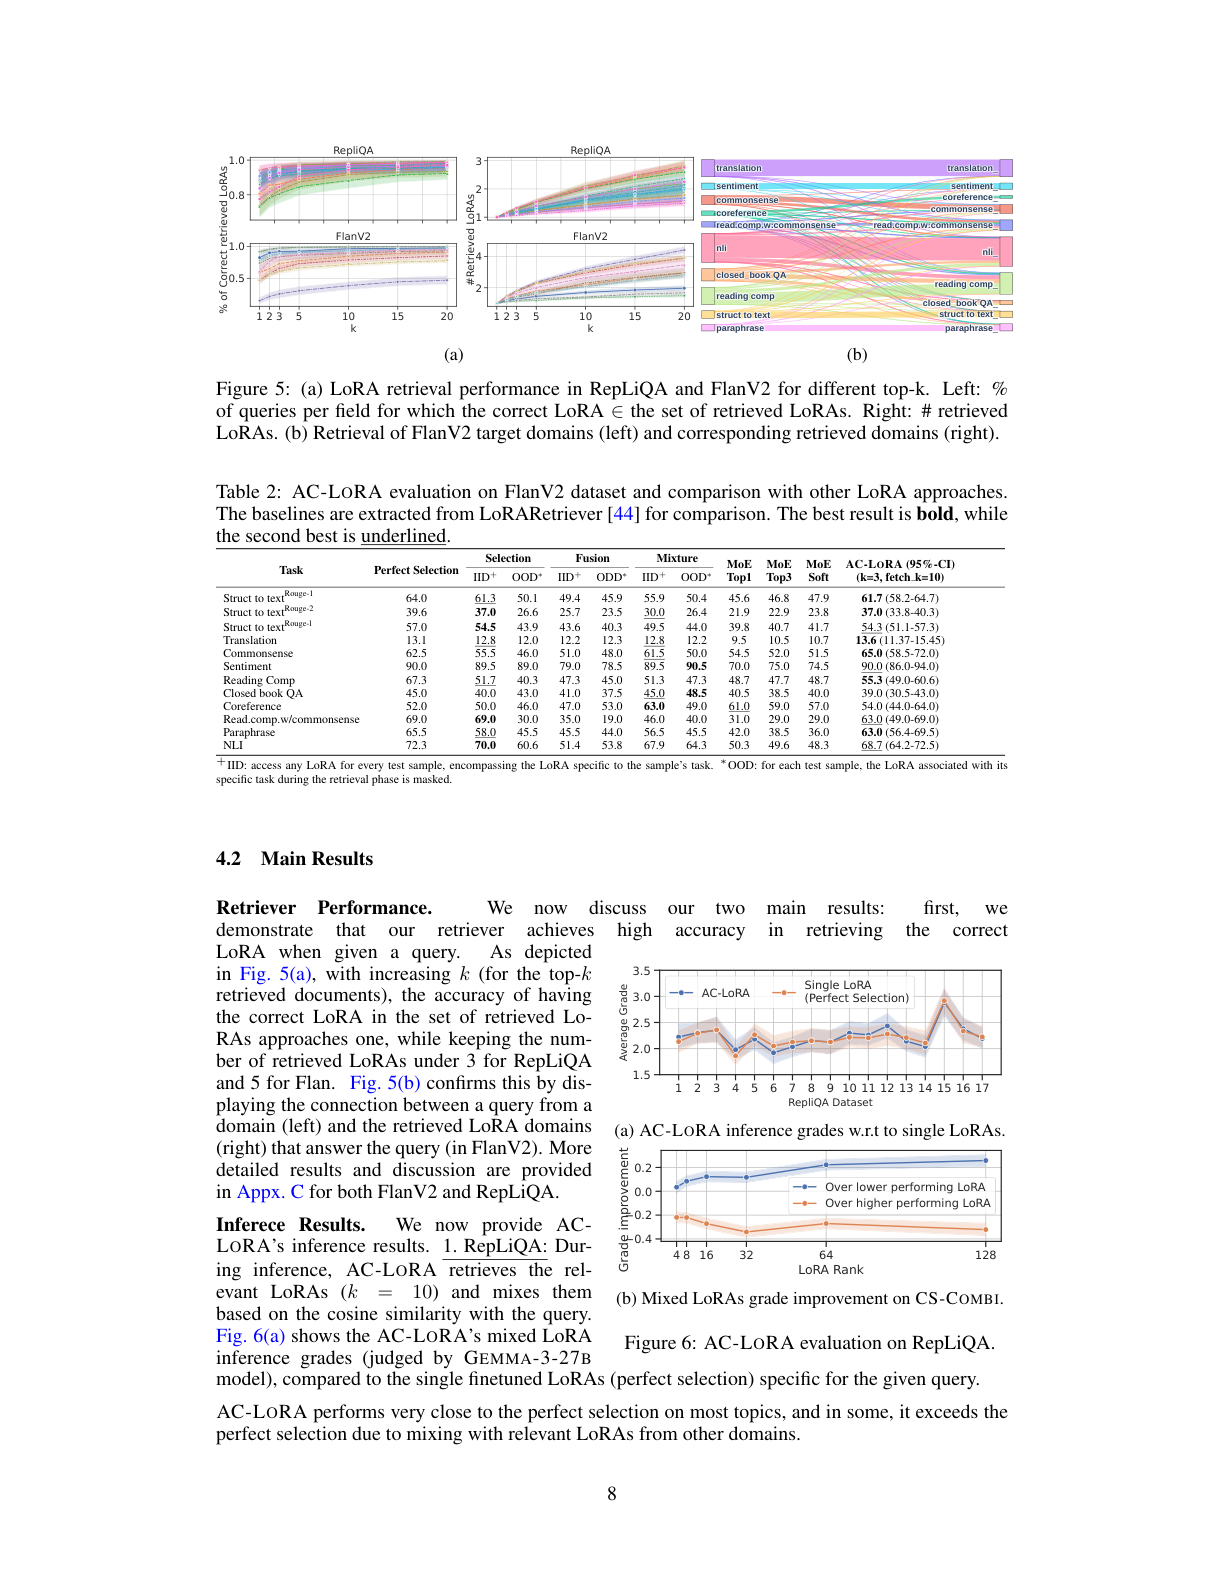 RepliQA
RepliQA
% of Correct retrieved LoRAs
1.0
0.8
#Retrieved LoRAs
3
2
1
FlanV2
FlanV2
1.0
0.5
4
2
1 2 3 5 10 15 20
k
1 2 3 5 10 15 20
k
translation translation
sentiment sentiment
commonsense coreference
coreference commonsense
read.comp.w.commonsense read.comp.w.commonsense
nli nli
closed_book QA reading comp
reading comp closed_book QA
struct to text struct to text
paraphrase paraphrase
(a) (b)
Figure 5: (a) LoRA retrieval performance in RepLiQA and FlanV2 for different top-k. Left: %
of queries per field for which the correct LoRA ∈ the set of retrieved LoRAs. Right: # retrieved
LoRAs. (b) Retrieval of FlanV2 target domains (left) and corresponding retrieved domains (right).
Table 2: AC-LORA evaluation on FlanV2 dataset and comparison with other LoRA approaches.
The baselines are extracted from LoRARetriever [44] for comparison. The best result is bold, while
the second best is underlined.
Task Perfect Selection Selection Fusion Mixture MoE Top1 MoE Top3 MoE Soft AC-LORA (95%-CI) (k=3, fetch_k=10)
IID+ OOD* IID+ ODD* IID+ OOD*
Struct to text Rouge-1 64.0 61.3 50.1 49.4 45.9 55.9 50.4 45.6 46.8 47.9 61.7 (58.2-64.7)
Struct to text Rouge-2 39.6 37.0 26.6 25.7 23.5 30.0 26.4 21.9 22.9 23.8 37.0 (33.8-40.3)
Struct to text Rouge-l 57.0 54.5 43.9 43.6 40.3 49.5 44.0 39.8 40.7 41.7 54.3 (51.1-57.3)
Translation 13.1 12.8 12.0 12.2 12.3 12.8 12.2 9.5 10.5 10.7 13.6 (11.37-15.45)
Commonsense 62.5 55.5 46.0 51.0 48.0 61.5 50.0 54.5 52.0 51.5 65.0 (58.5-72.0)
Sentiment 90.0 89.5 89.0 79.0 78.5 89.5 90.5 70.0 75.0 74.5 90.0 (86.0-94.0)
Reading Comp 67.3 51.7 40.3 47.3 45.0 51.3 47.3 48.7 47.7 48.7 55.3 (49.0-60.6)
Closed book QA 45.0 40.0 43.0 41.0 37.5 45.0 48.5 40.5 38.5 40.0 39.0 (30.5-43.0)
Coreference 52.0 50.0 46.0 47.0 53.0 63.0 49.0 61.0 59.0 57.0 54.0 (44.0-64.0)
Read.comp.w/commonsense 69.0 69.0 30.0 35.0 19.0 46.0 40.0 31.0 29.0 29.0 63.0 (49.0-69.0)
Paraphrase 65.5 58.0 45.5 45.5 44.0 56.5 45.5 42.0 38.5 36.0 63.0 (56.4-69.5)
NLI 72.3 70.0 60.6 51.4 53.8 67.9 64.3 50.3 49.6 48.3 68.7 (64.2-72.5)
+IID: access any LoRA for every test sample, encompassing the LoRA specific to the sample's task. *OOD: for each test sample, the LoRA associated with its
specific task during the retrieval phase is masked.
4.2 Main Results
Retriever Performance. We now discuss our two main results: first, we
demonstrate that our retriever achieves high accuracy in retrieving the correct
LoRA when given a query. As depicted
in Fig. 5(a), with increasing k (for the top-k
retrieved documents), the accuracy of having
the correct LoRA in the set of retrieved Lo-
RAs approaches one, while keeping the num-
ber of retrieved LoRAs under 3 for RepLiQA
and 5 for Flan. Fig. 5(b) confirms this by dis-
playing the connection between a query from a
domain (left) and the retrieved LoRA domains
(right) that answer the query (in FlanV2). More
detailed results and discussion are provided
in Appx. C for both FlanV2 and RepLiQA.
Inferece Results. We now provide AC-
LORA's inference results. 1. RepLiQA: Dur-
ing inference, AC-LORA retrieves the rel-
evant LoRAs (k = 10) and mixes them
based on the cosine similarity with the query.
Fig. 6(a) shows the AC-LORA's mixed LoRA
inference grades (judged by GEMMA-3-27B
model), compared to the single finetuned LoRAs (perfect selection) specific for the given query.
Average Grade
3.5
3.0
2.5
2.0
1.5
AC-LoRA
Single LoRA
(Perfect Selection)
1 2 3 4 5 6 7 8 9 10 11 12 13 14 15 16 17
RepliQA Dataset
(a) AC-LORA inference grades w.r.t to single LoRAs.
Grade improvement
0.2
0.0
-0.2
-0.4
Over lower performing LoRA
Over higher performing LoRA
4 8 16 32 64 128
LoRA Rank
(b) Mixed LoRAs grade improvement on CS-COMBI.
Figure 6: AC-LORA evaluation on RepLiQA.
AC-LORA performs very close to the perfect selection on most topics, and in some, it exceeds the
perfect selection due to mixing with relevant LoRAs from other domains.
8